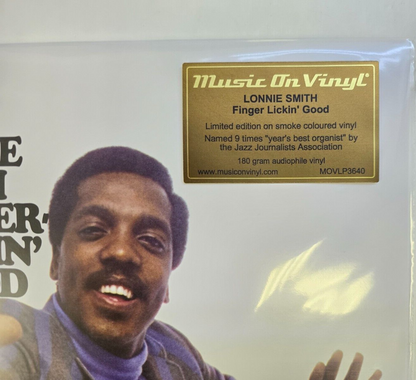 Music On Vinyl
LONNIE SMITH
Finger Lickin' Good
Limited edition on smoke coloured vinyl
Named 9 times "year's best organist" by
the Jazz Journalists Association
180 gram audiophile vinyl
www.musiconvinyl.com MOVLP3640
E
ER-
N'
D